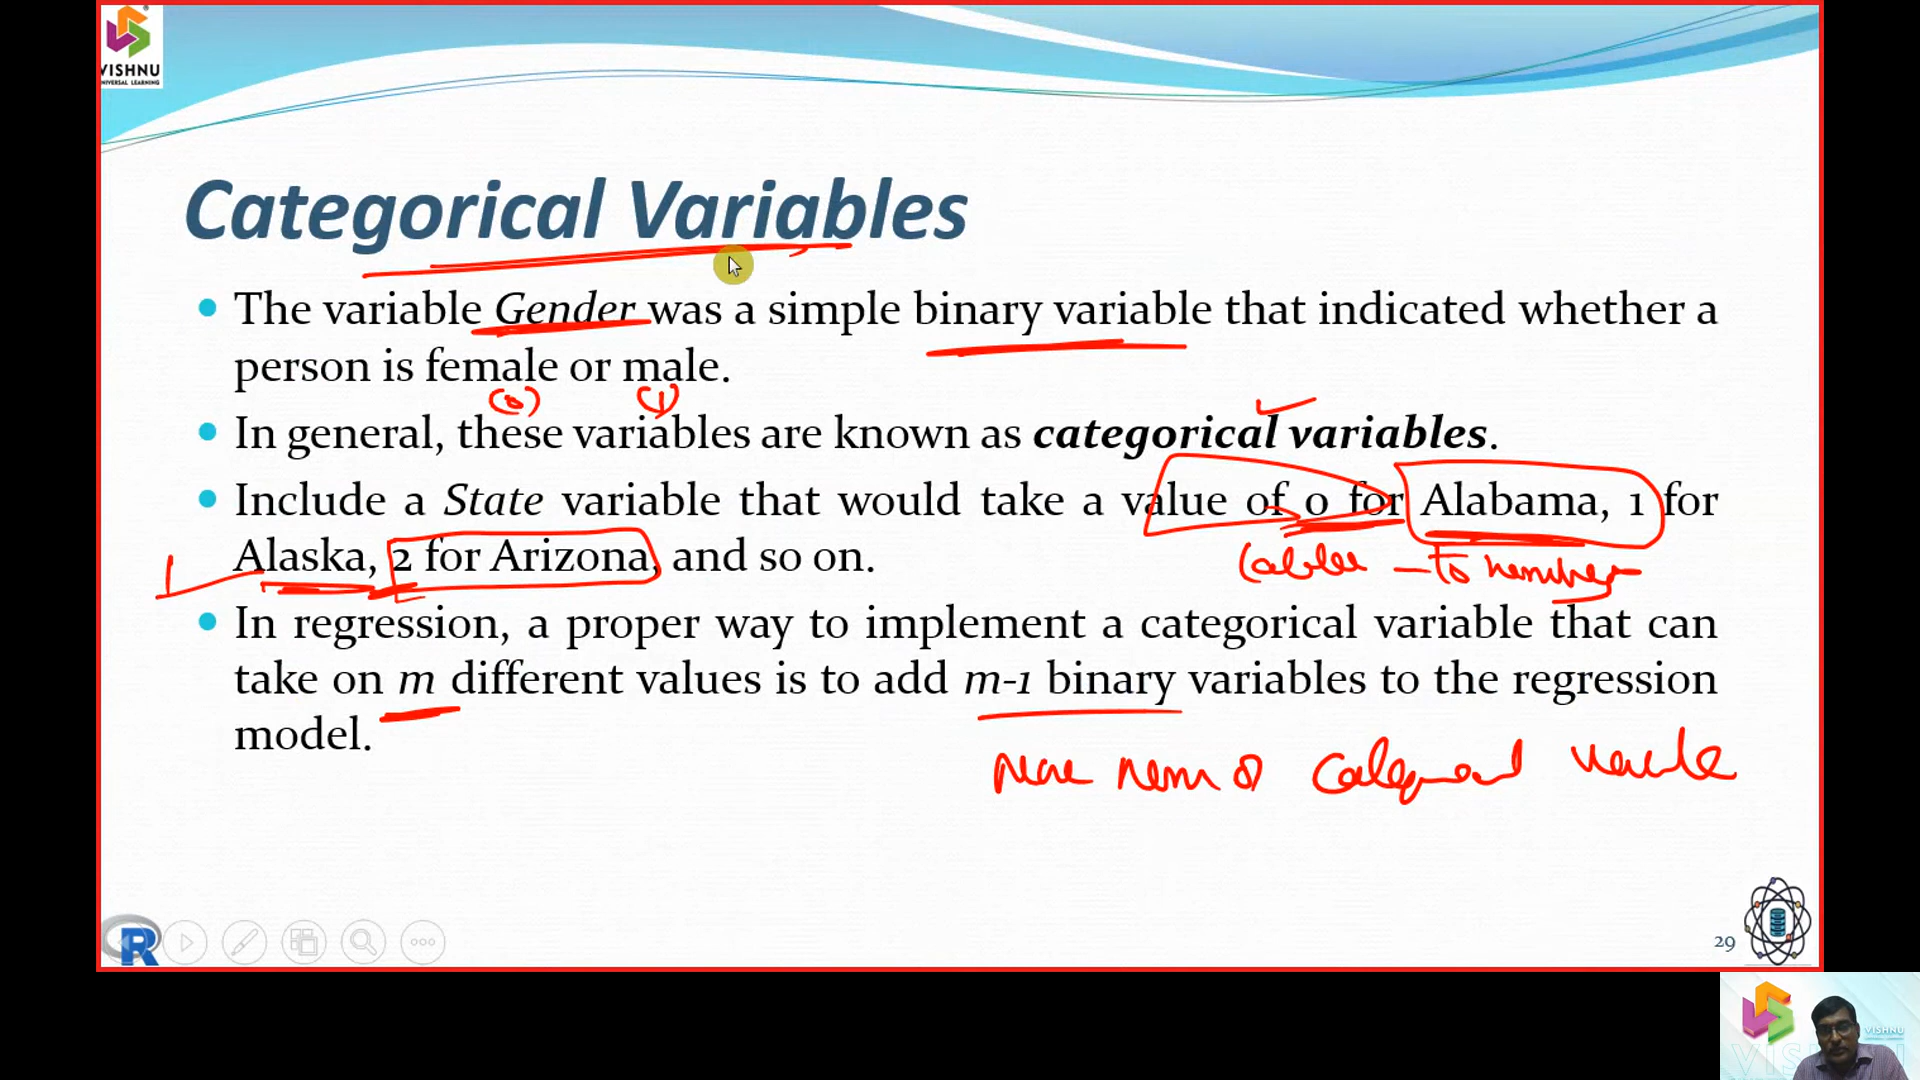 VISHNU
UNIVERSAL LEARNING
Categorical Variables
The variable Gender was a simple binary variable that indicated whether a
person is female or male.
(0) (1)
In general, these variables are known as categorical variables.
Include a State variable that would take a value of 0 for Alabama, 1 for
Alaska, 2 for Arizona, and so on.
1
to number
In regression, a proper way to implement a categorical variable that can
take on m different values is to add m-1 binary variables to the regression
model.
R
29
VISHNU